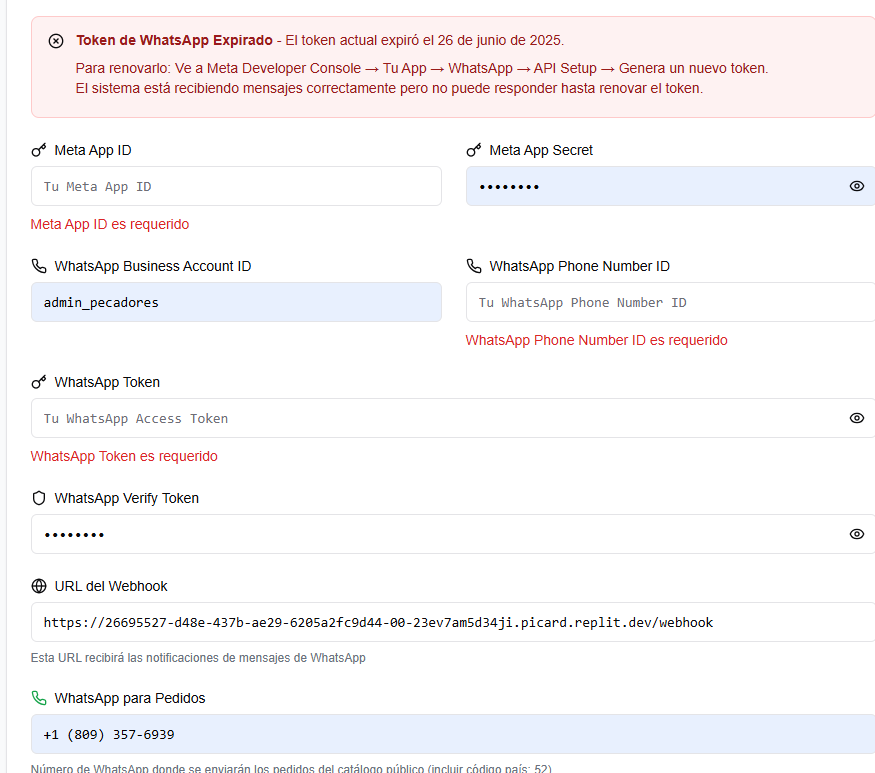 Token de WhatsApp Expirado - El token actual expiró el 26 de junio de 2025.
Para renovarlo: Ve a Meta Developer Console → Tu App → WhatsApp → API Setup → Genera un nuevo token.
El sistema está recibiendo mensajes correctamente pero no puede responder hasta renovar el token.
Meta App ID
Meta App Secret
Tu Meta App ID
••••••••
Meta App ID es requerido
WhatsApp Business Account ID
WhatsApp Phone Number ID
admin_pecadores
Tu WhatsApp Phone Number ID
WhatsApp Phone Number ID es requerido
WhatsApp Token
Tu WhatsApp Access Token
WhatsApp Token es requerido
WhatsApp Verify Token
••••••••
URL del Webhook
https://26695527-d48e-437b-ae29-6205a2fc9d44-00-23ev7am5d34ji.picard.replit.dev/webhook
Esta URL recibirá las notificaciones de mensajes de WhatsApp
WhatsApp para Pedidos
+1 (809) 357-6939
Número de WhatsApp donde se enviarán los pedidos del catálogo público (incluir código país: 52)